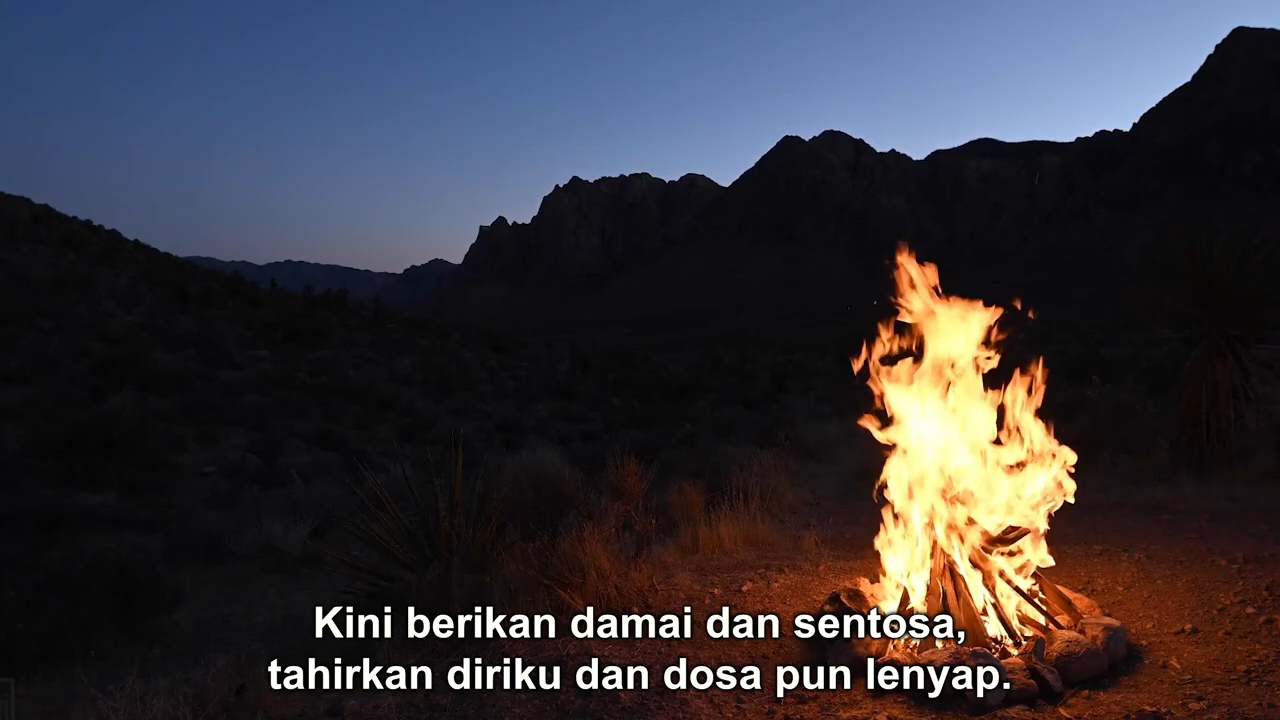 Kini berikan damai dan sentosa,
tahirkan diriku dan dosa pun lenyap.